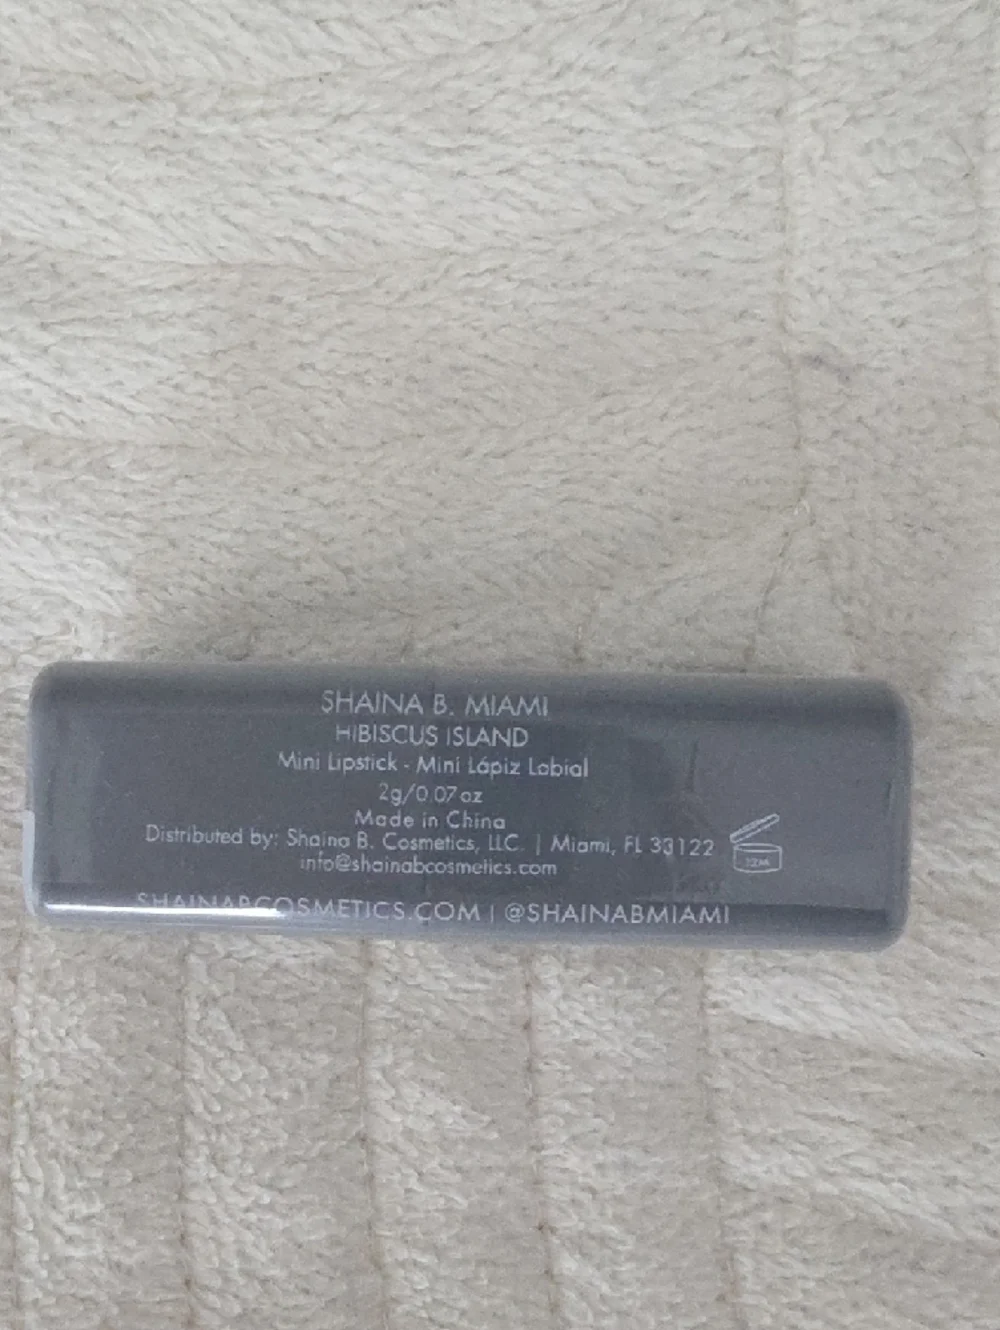 SHAINA B. MIAMI
HIBISCUS ISLAND
Mini Lipstick - Mini Lápiz Labial
2g/0.07oz
Made in China
Distributed by: Shaina B. Cosmetics, LLC. | Miami, FL 33122
info@shainabcosmetics.com
12M
SHAINABCOSMETICS.COM | @SHAINABMIAMI